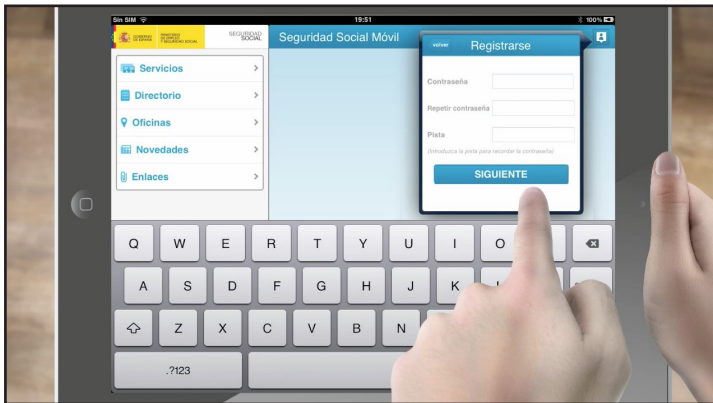 Sin SIM
19:51
100%
GOBIERNO
DE ESPAÑA
MINISTERIO
DE EMPLEO
Y SEGURIDAD SOCIAL
SEGURIDAD
SOCIAL
Seguridad Social Móvil
volver
Registrarse
Servicios
Directorio
Oficinas
Novedades
Enlaces
Contraseña
Repetir contraseña
Pista
(Introduzca la pista para recordar la contraseña)
SIGUIENTE
Q W E R T Y U I O
A S D F G H J K
Z X C V B N
.?123